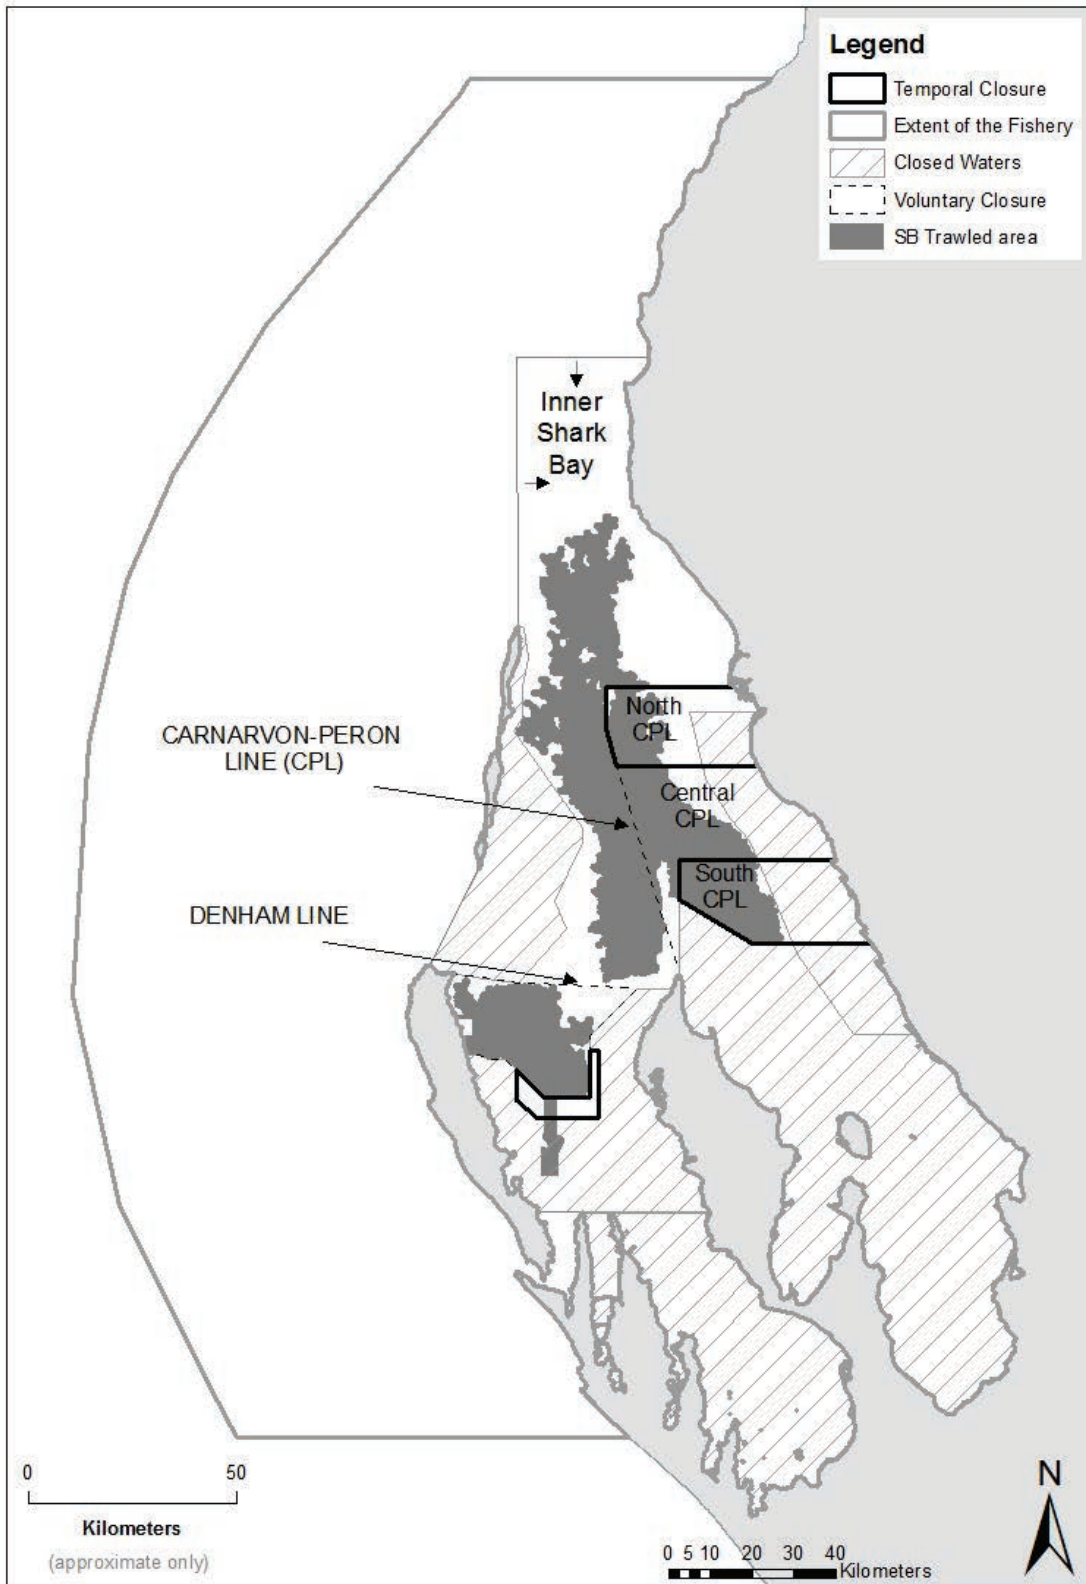 Legend
Temporal Closure
Extent of the Fishery
Closed Waters
Voluntary Closure
SB Trawled area
Inner
Shark
Bay
North
CPL
CARNARVON-PERON
LINE (CPL)
Central
CPL
South
CPL
DENHAM LINE
0 50
Kilometers
(approximate only)
N
0 5 10 20 30 40
Kilometers